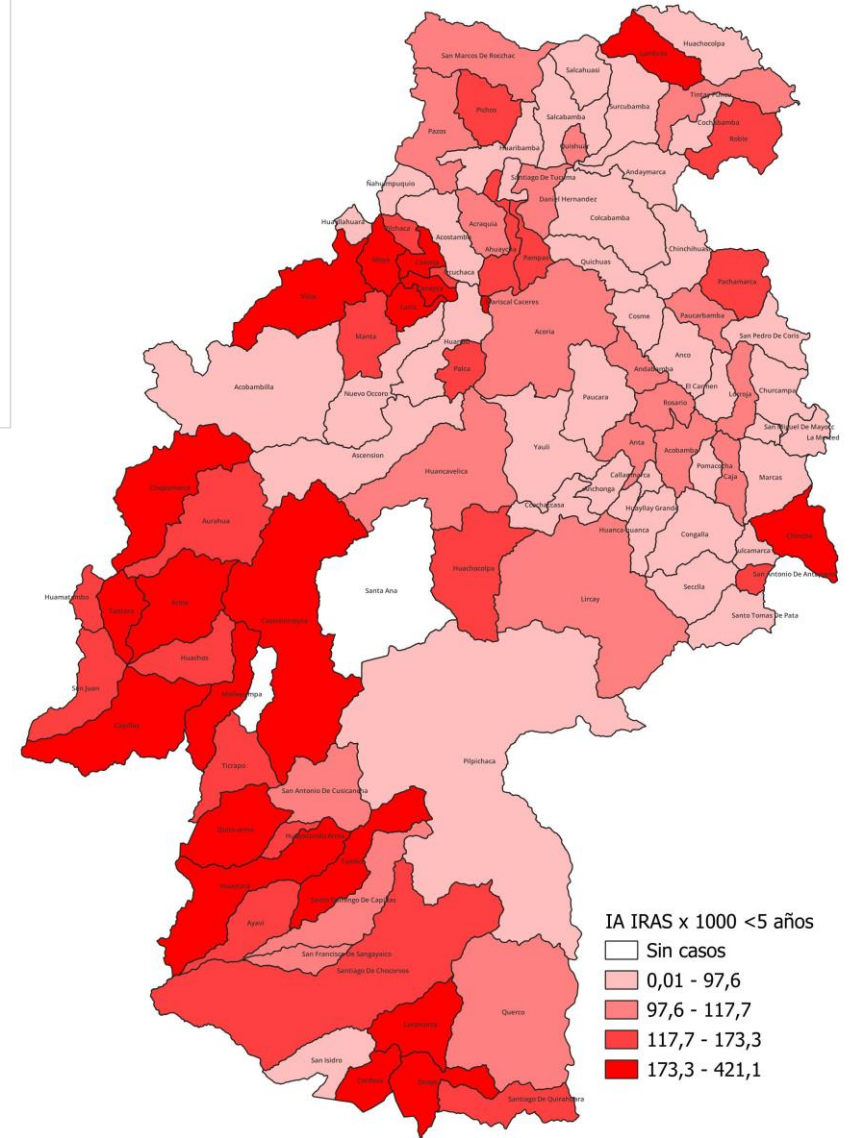 Huachocolpa
San Marcos De Rocchac
Salcahuasi
Pichos
Tintay Puncu
Salcabamba
Surcubamba
Cochabamba
Pazos
Quishuar
Roble
Huaribamba
Andaymarca
Santiago De Tucuma
Ñahuimpuquio
Daniel Hernandez
Colcabamba
Acraquia
Acostambo
Ahuaycha
Chinchihuasi
Pampas
Quichuas
Pachamarca
Vilca
Mariscal Caceres
Paucarbamba
Cosme
Acoria
Manta
San Pedro De Coris
Anco
Palca
Andabamba
El Carmen
Acobambilla
Nuevo Occoro
Paucara
Churcampa
Rosario
Locroja
San Miguel De Mayocc
La Merced
Anta
Yauli
Acobamba
Ascension
Pomacocha
Huancavelica
Callanmarca
Caja
Marcas
Chupamarca
Anchonga
Ccochaccasa
Huayllay Grande
Aurahua
Huanca-huanca
Congalla
Huachocolpa
San Antonio De Antaparco
Santa Ana
Secclla
Huamatambo
Arma
Lircay
Tantara
Santo Tomas De Pata
Castrovirreyna
Huachos
San Juan
Mollepampa
Capillas
Pilpichaca
Ticrapo
San Antonio De Cusicancha
Quito-arma
Huayacundo Arma
Tambo
Huaytara
Santo Domingo De Capillas
Ayavi
San Francisco De Sangayaico
Santiago De Chocorvos
Querco
Laramarca
San Isidro
Cordova
Ocoyo
Santiago De Quirahuara
IA IRAS x 1000 <5 años
Sin casos
0,01 - 97,6
97,6 - 117,7
117,7 - 173,3
173,3 - 421,1